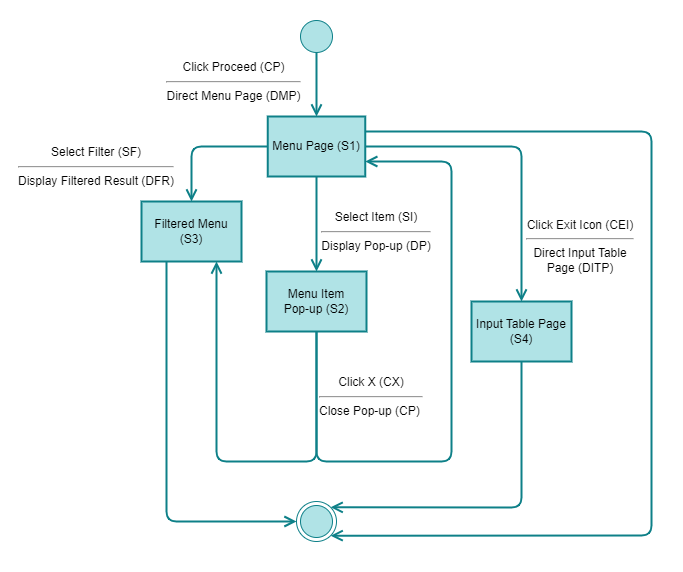 Click Proceed (CP)
Direct Menu Page (DMP)
Menu Page (S1)
Select Filter (SF)
Display Filtered Result (DFR)
Filtered Menu
(S3)
Select Item (SI)
Display Pop-up (DP)
Click Exit Icon (CEI)
Direct Input Table
Page (DITP)
Menu Item
Pop-up (S2)
Input Table Page
(S4)
Click X (CX)
Close Pop-up (CP)